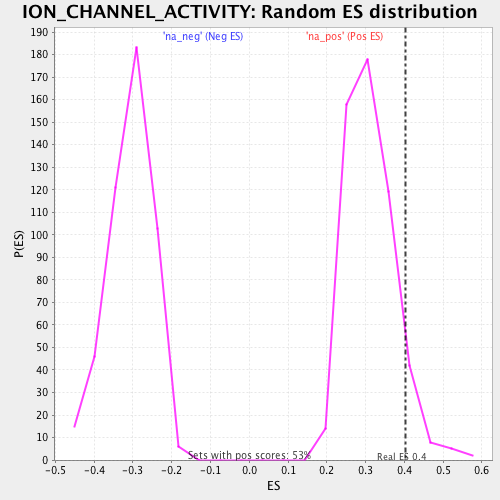 ION_CHANNEL_ACTIVITY: Random ES distribution
'na_neg' (Neg ES)
'na_pos' (Pos ES)
190
180
170
160
150
140
130
120
110
100
90
80
70
60
50
40
30
20
10
0
P(ES)
Sets with pos scores: 53%
Real ES 0.4
-0.5 -0.4 -0.3 -0.2 -0.1 0.0 0.1 0.2 0.3 0.4 0.5 0.6
ES